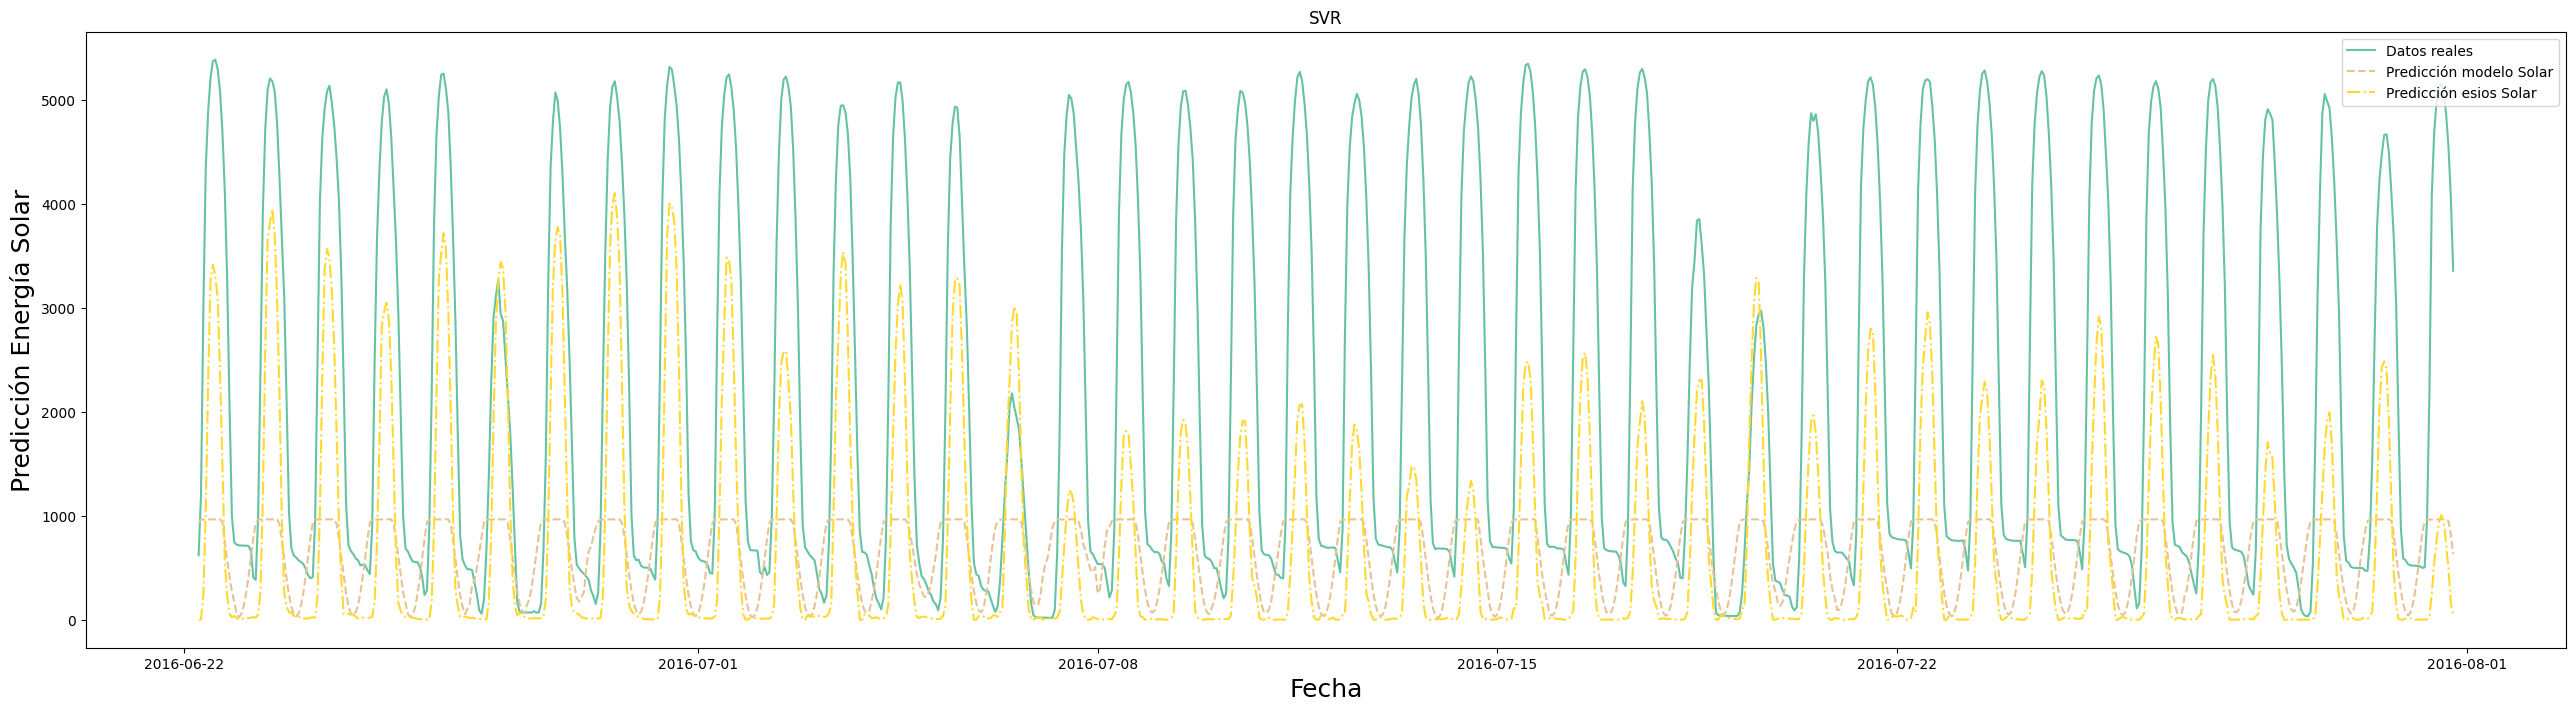 SVR
Datos reales
Predicción modelo Solar
Predicción esios Solar
Predicción Energía Solar
5000
4000
3000
2000
1000
0
2016-06-22
2016-07-01
2016-07-08
2016-07-15
2016-07-22
2016-08-01
Fecha